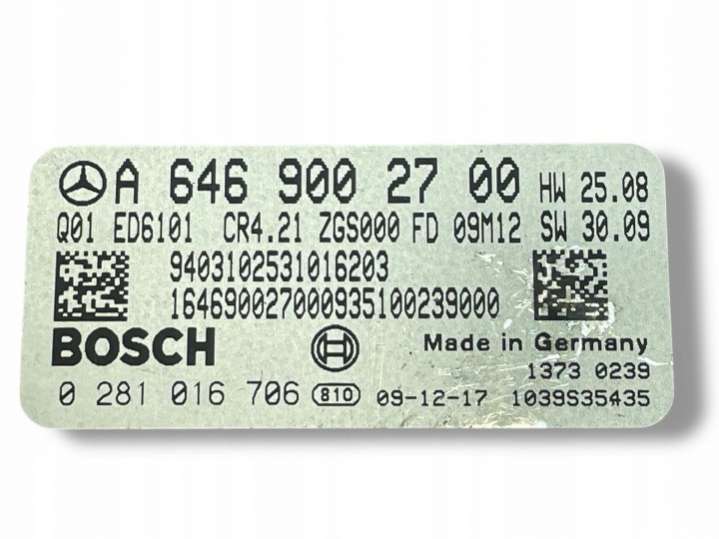 A 646 900 27 00 HW 25.08
Q01 ED6101 CR4.21 ZGS000 FD 09M12 SW 30.09
9403102531016203
164690027000935100239000
BOSCH Made in Germany
1373 0239
0 281 016 706 810 09-12-17 1039S35435